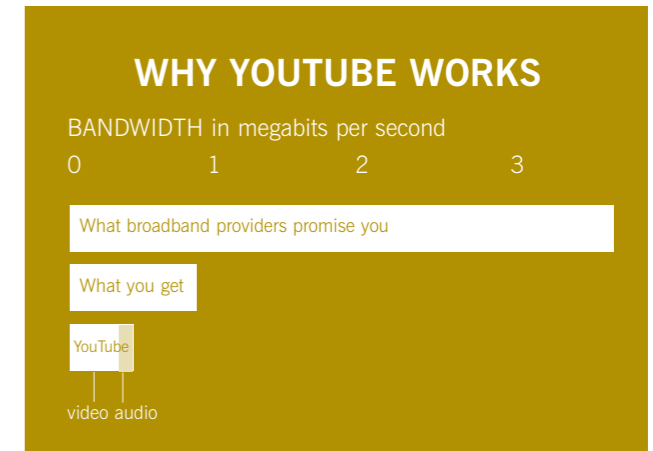 WHY YOUTUBE WORKS
BANDWIDTH in megabits per second
0 1 2 3
What broadband providers promise you
What you get
YouTube
video audio